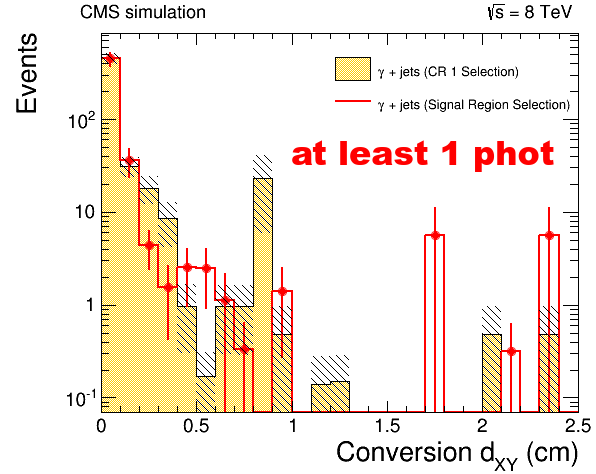 CMS simulation
√s = 8 TeV
Events
γ + jets (CR 1 Selection)
γ + jets (Signal Region Selection)
at least 1 phot
10²
10
1
10⁻¹
0 0.5 1 1.5 2 2.5
Conversion d_XY (cm)